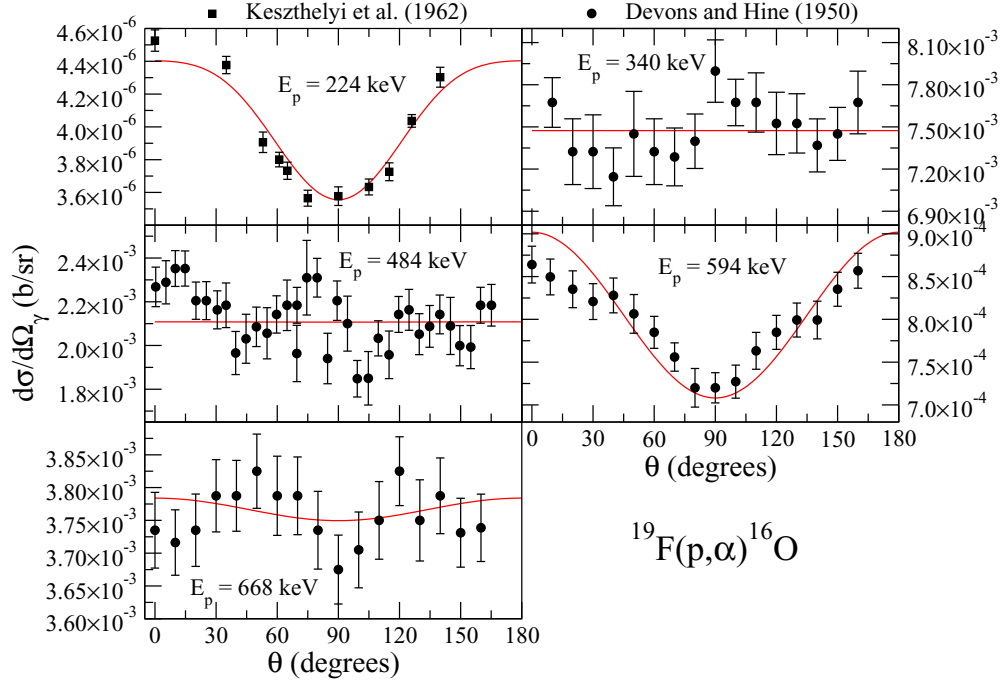 Keszthelyi et al. (1962)
Devons and Hine (1950)
4.6×10⁻⁶
4.4×10⁻⁶
4.2×10⁻⁶
4.0×10⁻⁶
3.8×10⁻⁶
3.6×10⁻⁶
E_p = 224 keV
E_p = 340 keV
8.10×10⁻³
7.80×10⁻³
7.50×10⁻³
7.20×10⁻³
6.90×10⁻³
dσ/dΩ_γ (b/sr)
2.4×10⁻³
2.2×10⁻³
2.0×10⁻³
1.8×10⁻³
E_p = 484 keV
E_p = 594 keV
9.0×10⁻⁴
8.5×10⁻⁴
8.0×10⁻⁴
7.5×10⁻⁴
7.0×10⁻⁴
0 30 60 90 120 150 180
θ (degrees)
3.85×10⁻³
3.80×10⁻³
3.75×10⁻³
3.70×10⁻³
3.65×10⁻³
3.60×10⁻³
E_p = 668 keV
0 30 60 90 120 150 180
θ (degrees)
¹⁹F(p,α)¹⁶O